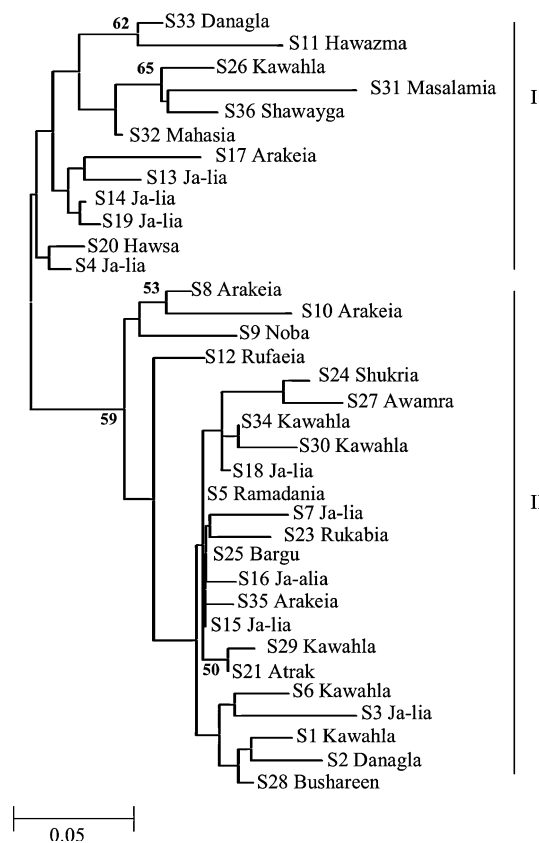 62
S33 Danagla
S11 Hawazma
65
S26 Kawahla
S31 Masalamia
I
S36 Shawayga
S32 Mahasia
S17 Arakeia
S13 Ja-lia
S14 Ja-lia
S19 Ja-lia
S20 Hawsa
S4 Ja-lia
53
S8 Arakeia
S10 Arakeia
S9 Noba
S12 Rufaeia
S24 Shukria
S27 Awamra
59
S34 Kawahla
S30 Kawahla
S18 Ja-lia
S5 Ramadania
II
S7 Ja-lia
S23 Rukabia
S25 Bargu
S16 Ja-alia
S35 Arakeia
S15 Ja-lia
S29 Kawahla
50
S21 Atrak
S6 Kawahla
S3 Ja-lia
S1 Kawahla
S2 Danagla
S28 Bushareen
0.05